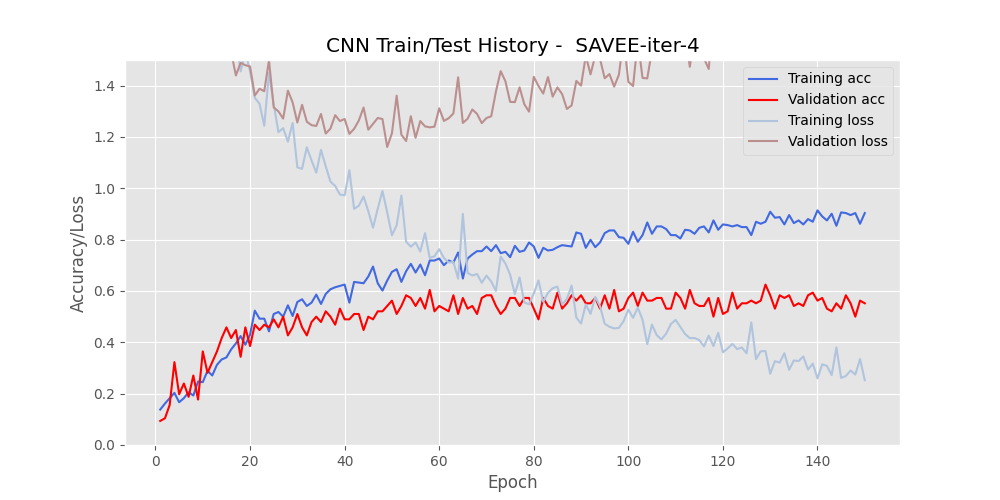 CNN Train/Test History -  SAVEE-iter-4
Training acc
Validation acc
Training loss
Validation loss
Accuracy/Loss
1.4
1.2
1.0
0.8
0.6
0.4
0.2
0.0
0 20 40 60 80 100 120 140
Epoch